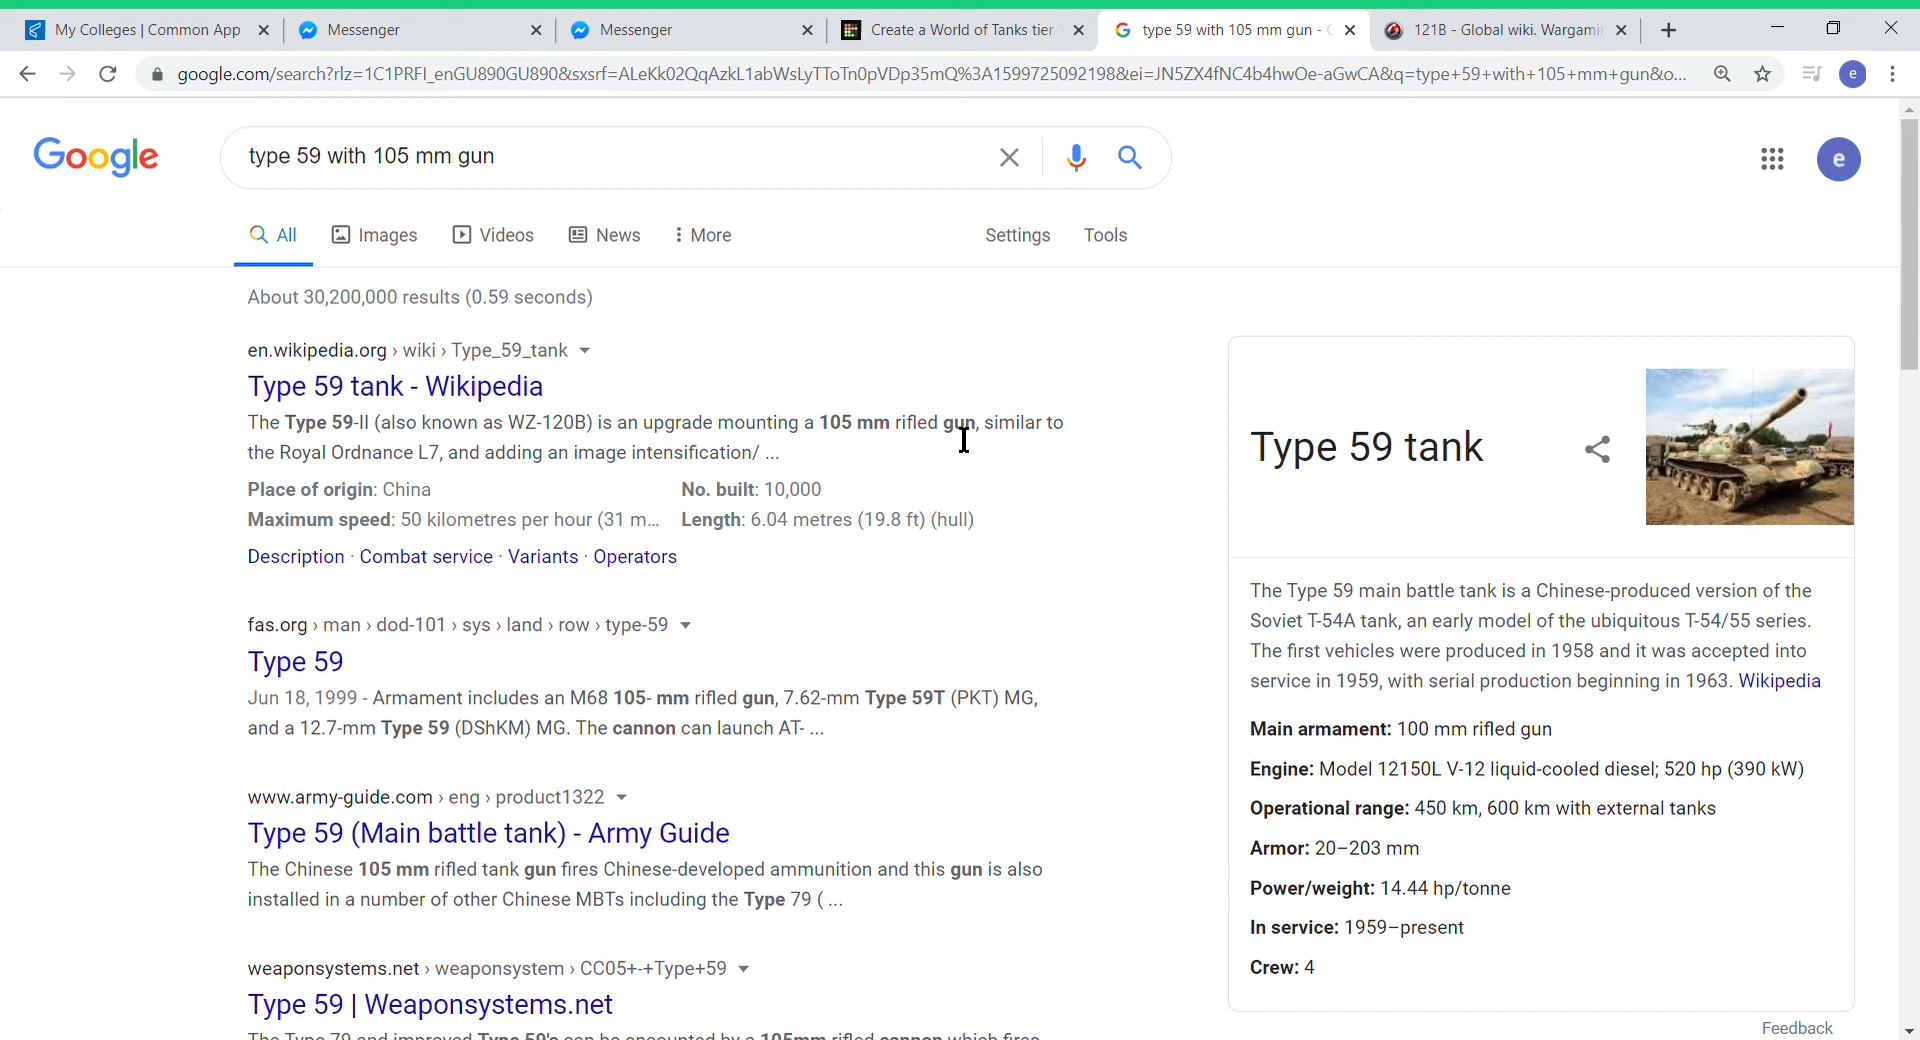 My Colleges | Common App
Messenger
Messenger
Create a World of Tanks tier
type 59 with 105 mm gun -
121B - Global wiki. Wargami
google.com/search?rlz=1C1PRFI_enGU890GU890&sxsrf=ALeKk02QqAzkL1abWsLyTToTn0pVDp35mQ%3A1599725092198&ei=JN5ZX4fNC4b4hwOe-aGwCA&q=type+59+with+105+mm+gun&o...
e
Google
type 59 with 105 mm gun
e
All
Images
Videos
News
More
Settings
Tools
About 30,200,000 results (0.59 seconds)
en.wikipedia.org › wiki › Type_59_tank
Type 59 tank - Wikipedia
The Type 59-II (also known as WZ-120B) is an upgrade mounting a 105 mm rifled gun, similar to
the Royal Ordnance L7, and adding an image intensification/ ...
Place of origin: China
No. built: 10,000
Maximum speed: 50 kilometres per hour (31 m...
Length: 6.04 metres (19.8 ft) (hull)
Description · Combat service · Variants · Operators
fas.org › man › dod-101 › sys › land › row › type-59
Type 59
Jun 18, 1999 - Armament includes an M68 105- mm rifled gun, 7.62-mm Type 59T (PKT) MG,
and a 12.7-mm Type 59 (DShKM) MG. The cannon can launch AT- ...
www.army-guide.com › eng › product1322
Type 59 (Main battle tank) - Army Guide
The Chinese 105 mm rifled tank gun fires Chinese-developed ammunition and this gun is also
installed in a number of other Chinese MBTs including the Type 79 ( ...
weaponsystems.net › weaponsystem › CC05+-+Type+59
Type 59 | Weaponsystems.net
The Type 79 and improved Type 59's can be encountered by a 105mm rifled cannon which fires
Type 59 tank
The Type 59 main battle tank is a Chinese-produced version of the
Soviet T-54A tank, an early model of the ubiquitous T-54/55 series.
The first vehicles were produced in 1958 and it was accepted into
service in 1959, with serial production beginning in 1963. Wikipedia
Main armament: 100 mm rifled gun
Engine: Model 12150L V-12 liquid-cooled diesel; 520 hp (390 kW)
Operational range: 450 km, 600 km with external tanks
Armor: 20–203 mm
Power/weight: 14.44 hp/tonne
In service: 1959–present
Crew: 4
Feedback